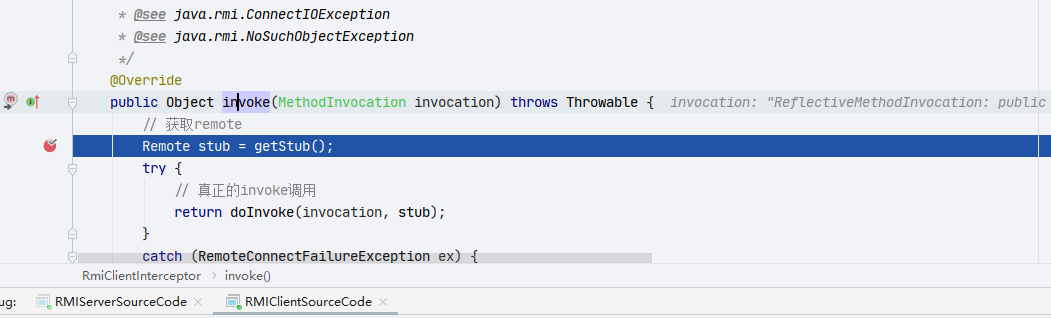 * @see java.rmi.ConnectIOException
* @see java.rmi.NoSuchObjectException
*/
@Override
public Object invoke(MethodInvocation invocation) throws Throwable { invocation: "ReflectiveMethodInvocation: public
// 获取remote
Remote stub = getStub();
try {
// 真正的invoke调用
return doInvoke(invocation, stub);
}
catch (RemoteConnectFailureException ex) {
RmiClientInterceptor › invoke()
ug: RMIServerSourceCode × RMIClientSourceCode ×